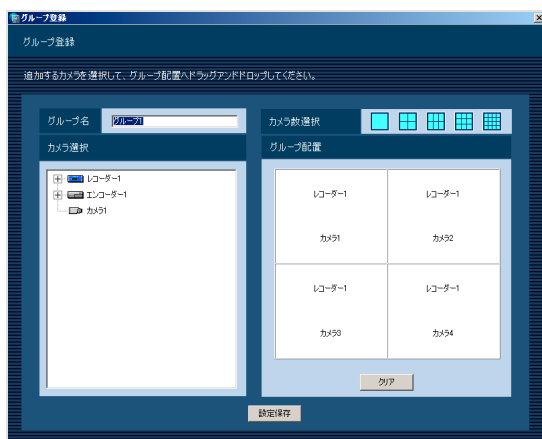 グループ登録
グループ登録
追加するカメラを選択して、グループ配置へドラッグアンドドロップしてください。
グループ名
グループ1
カメラ数選択
カメラ選択
グループ配置
レコーダー1
エンコーダー1
カメラ1
レコーダー1
レコーダー1
カメラ1
カメラ2
レコーダー1
レコーダー1
カメラ3
カメラ4
クリア
設定保存